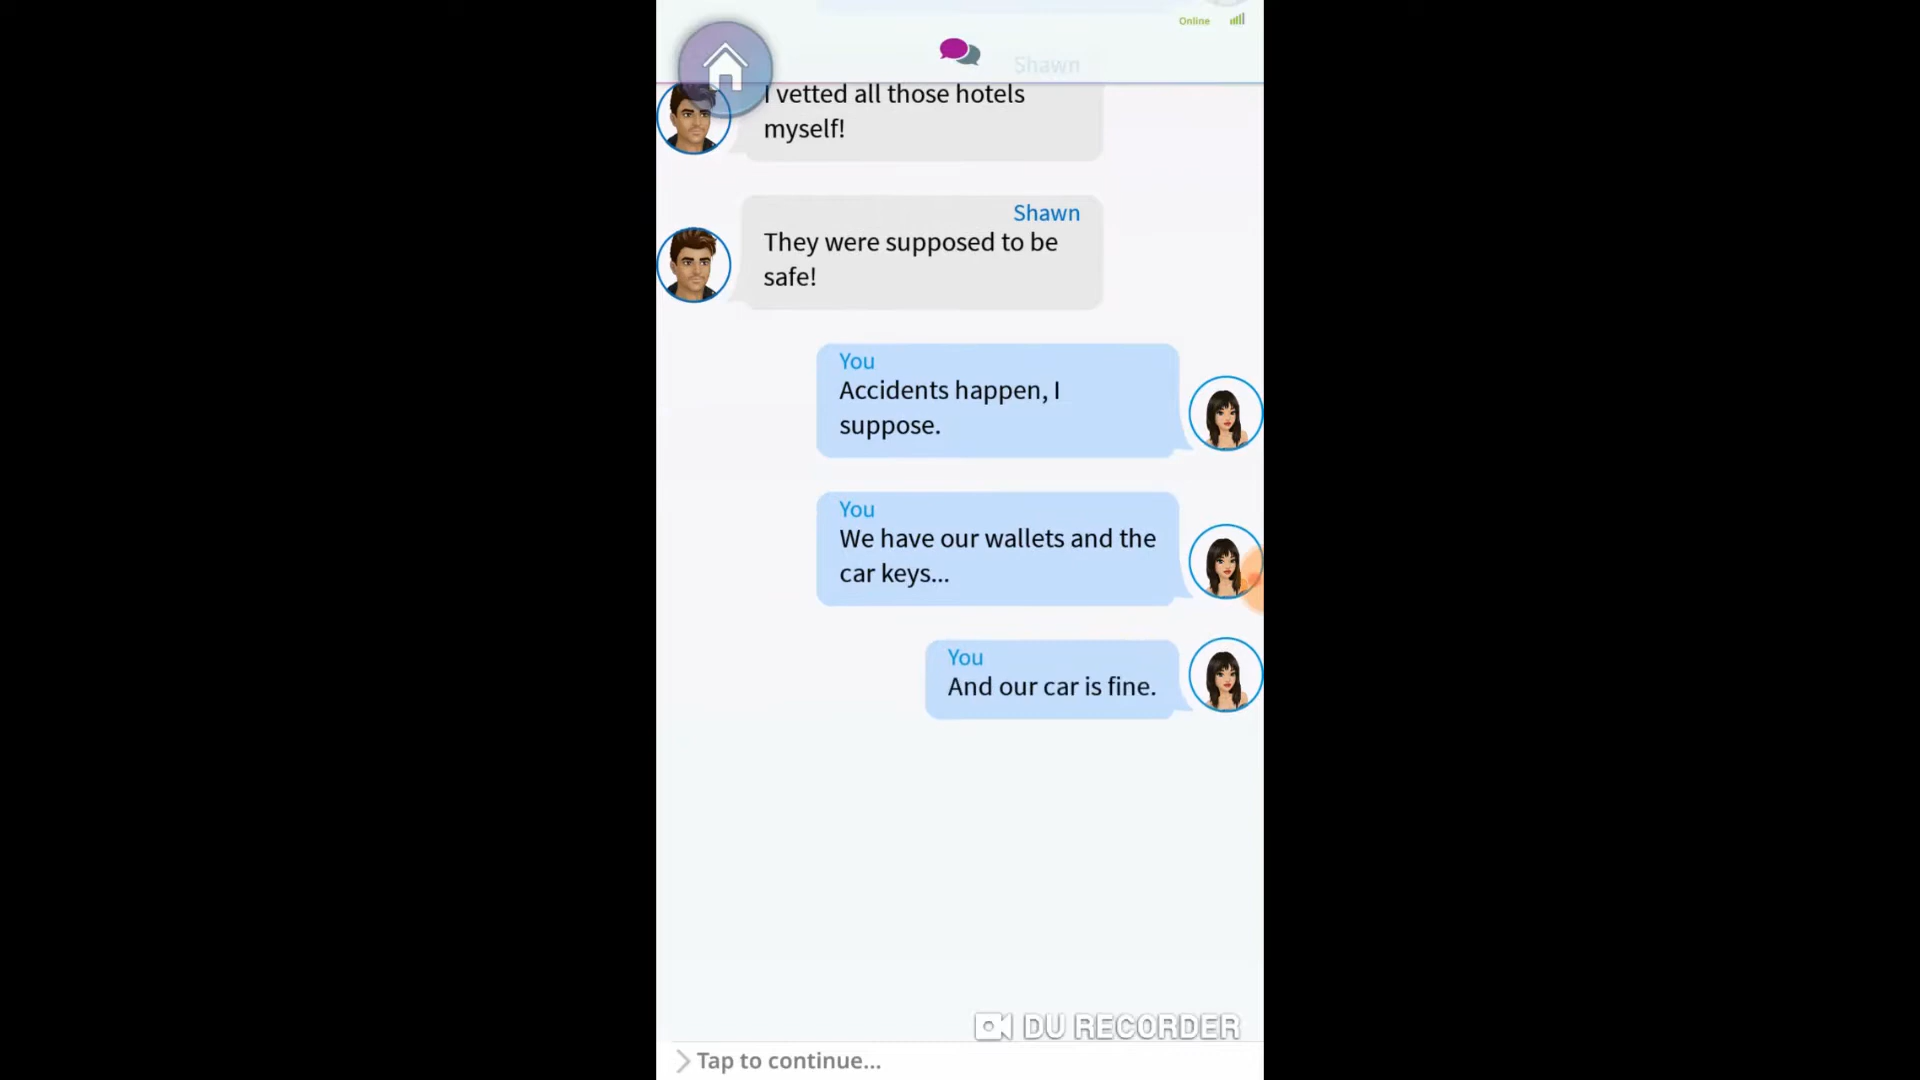 Online
Shawn
I vetted all those hotels
myself!
Shawn
They were supposed to be
safe!
You
Accidents happen, I
suppose.
You
We have our wallets and the
car keys...
You
And our car is fine.
DU RECORDER
Tap to continue...